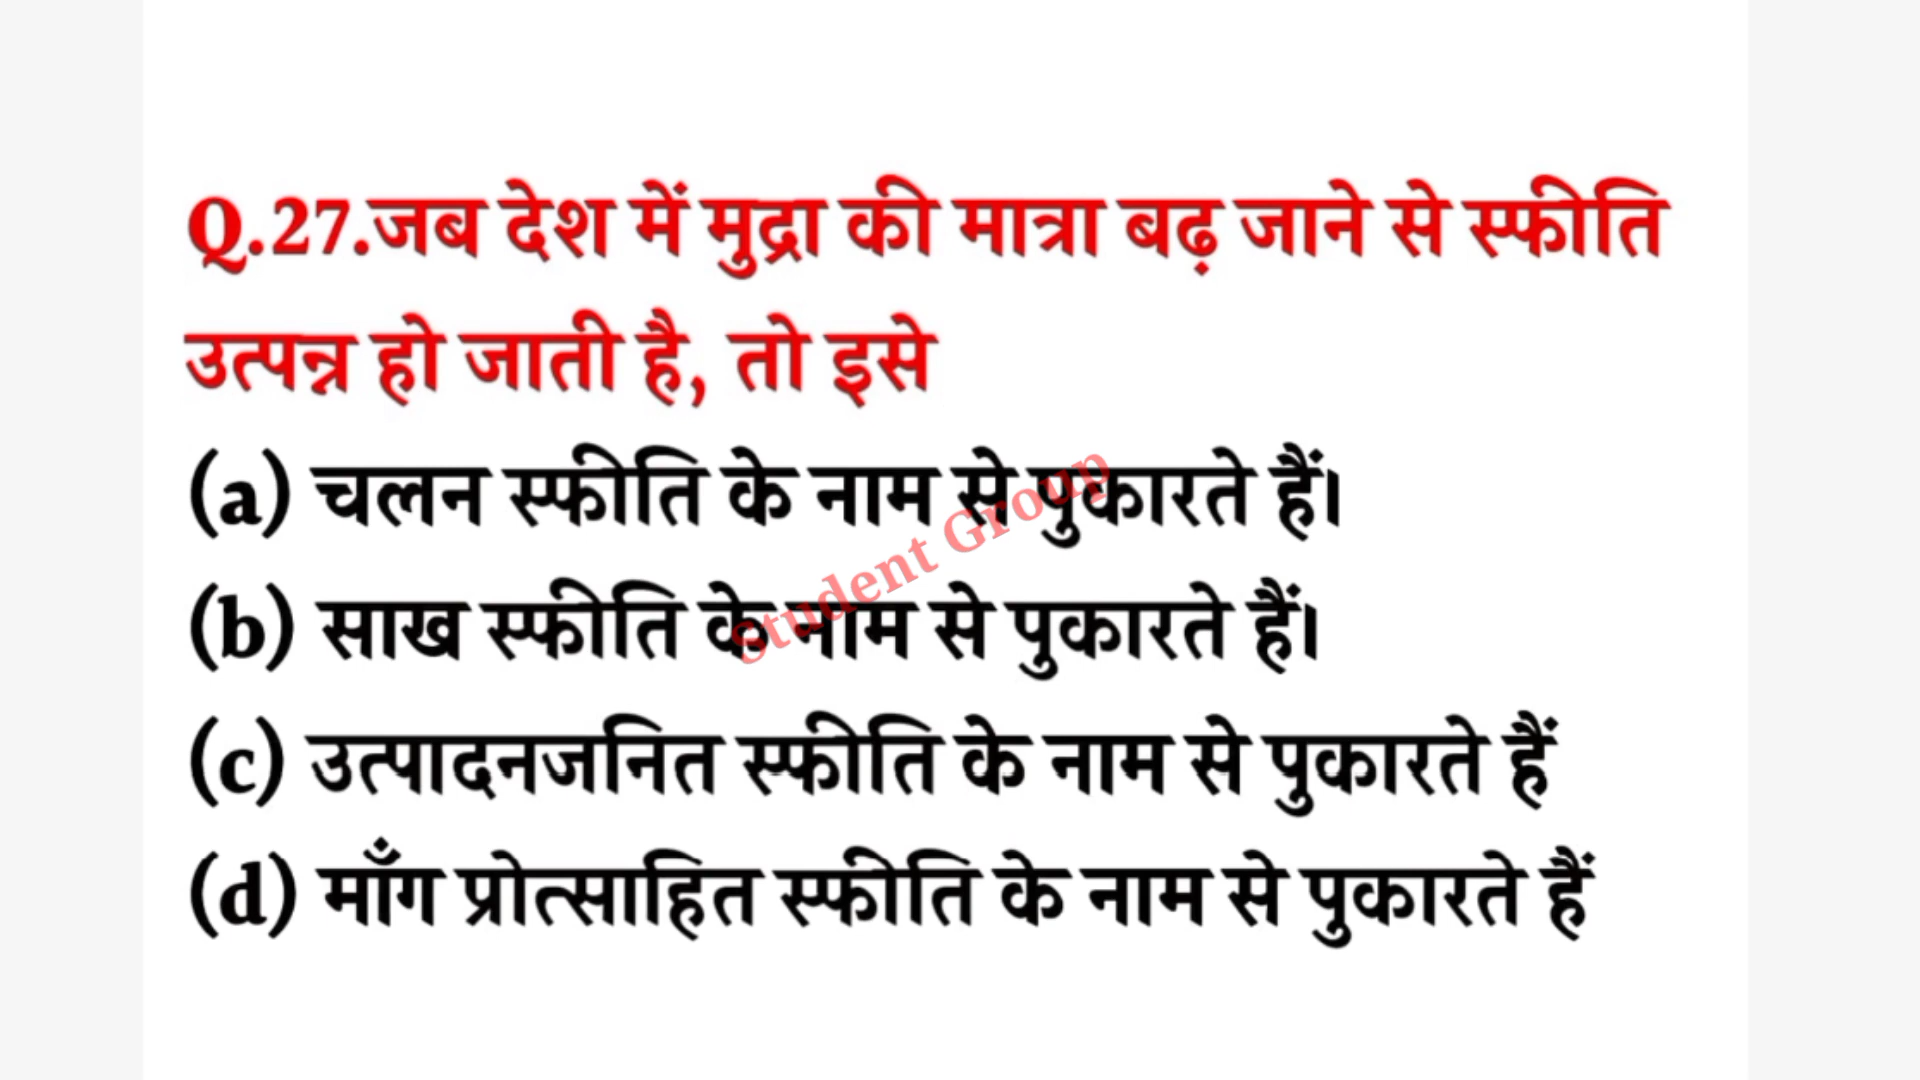 Q.27.जब देश में मुद्रा की मात्रा बढ़ जाने से स्फीति
उत्पन्न हो जाती है, तो इसे
(a) चलन स्फीति के नाम से पुकारते हैं।
(b) साख स्फीति के नाम से पुकारते हैं।
(c) उत्पादनजनित स्फीति के नाम से पुकारते हैं
(d) माँग प्रोत्साहित स्फीति के नाम से पुकारते हैं
Student Group